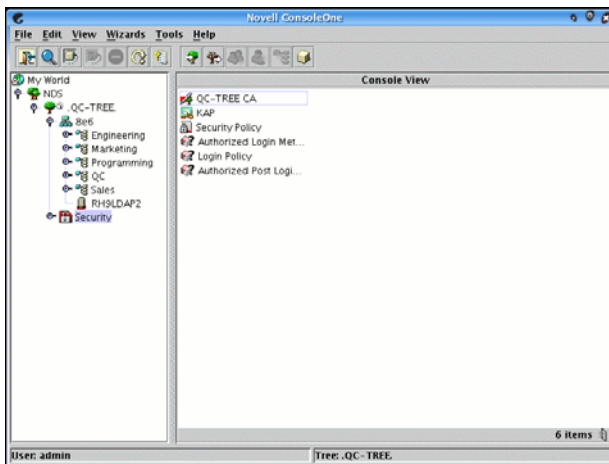 Novell ConsoleOne
File Edit View Wizards Tools Help
My World
NDS
.QC-TREE.
8e6
Engineering
Marketing
Programming
QC
Sales
RH9LDAP2
Security
Console View
QC-TREE CA
KAP
Security Policy
Authorized Login Met...
Login Policy
Authorized Post Logi...
6 items
User: admin
Tree: .QC-TREE.